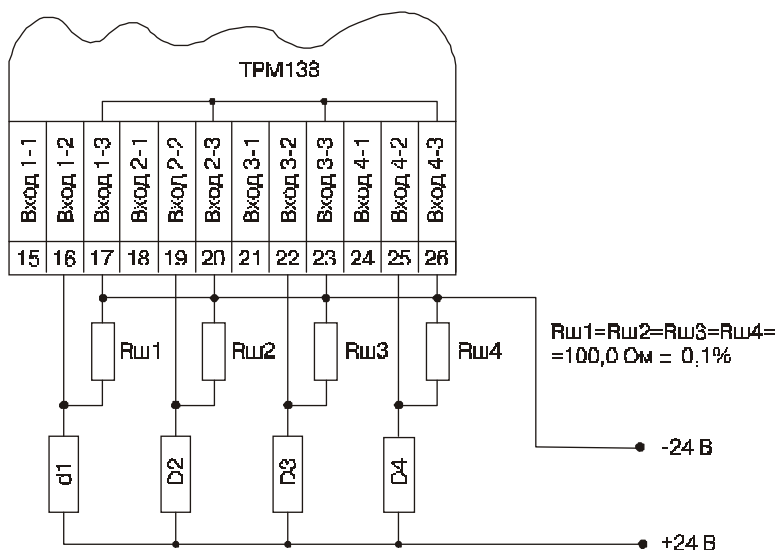 ТРМ138
Вход 1-1
Вход 1-2
Вход 1-3
Вход 2-1
Вход 2-2
Вход 2-3
Вход 3-1
Вход 3-2
Вход 3-3
Вход 4-1
Вход 4-2
Вход 4-3
15 16 17 18 19 20 21 22 23 24 25 26
Rш1 Rш2 Rш3 Rш4
Rш1=Rш2=Rш3=Rш4=
=100,0 Ом ± 0,1%
d1 D2 D3 D4
-24 В
+24 В